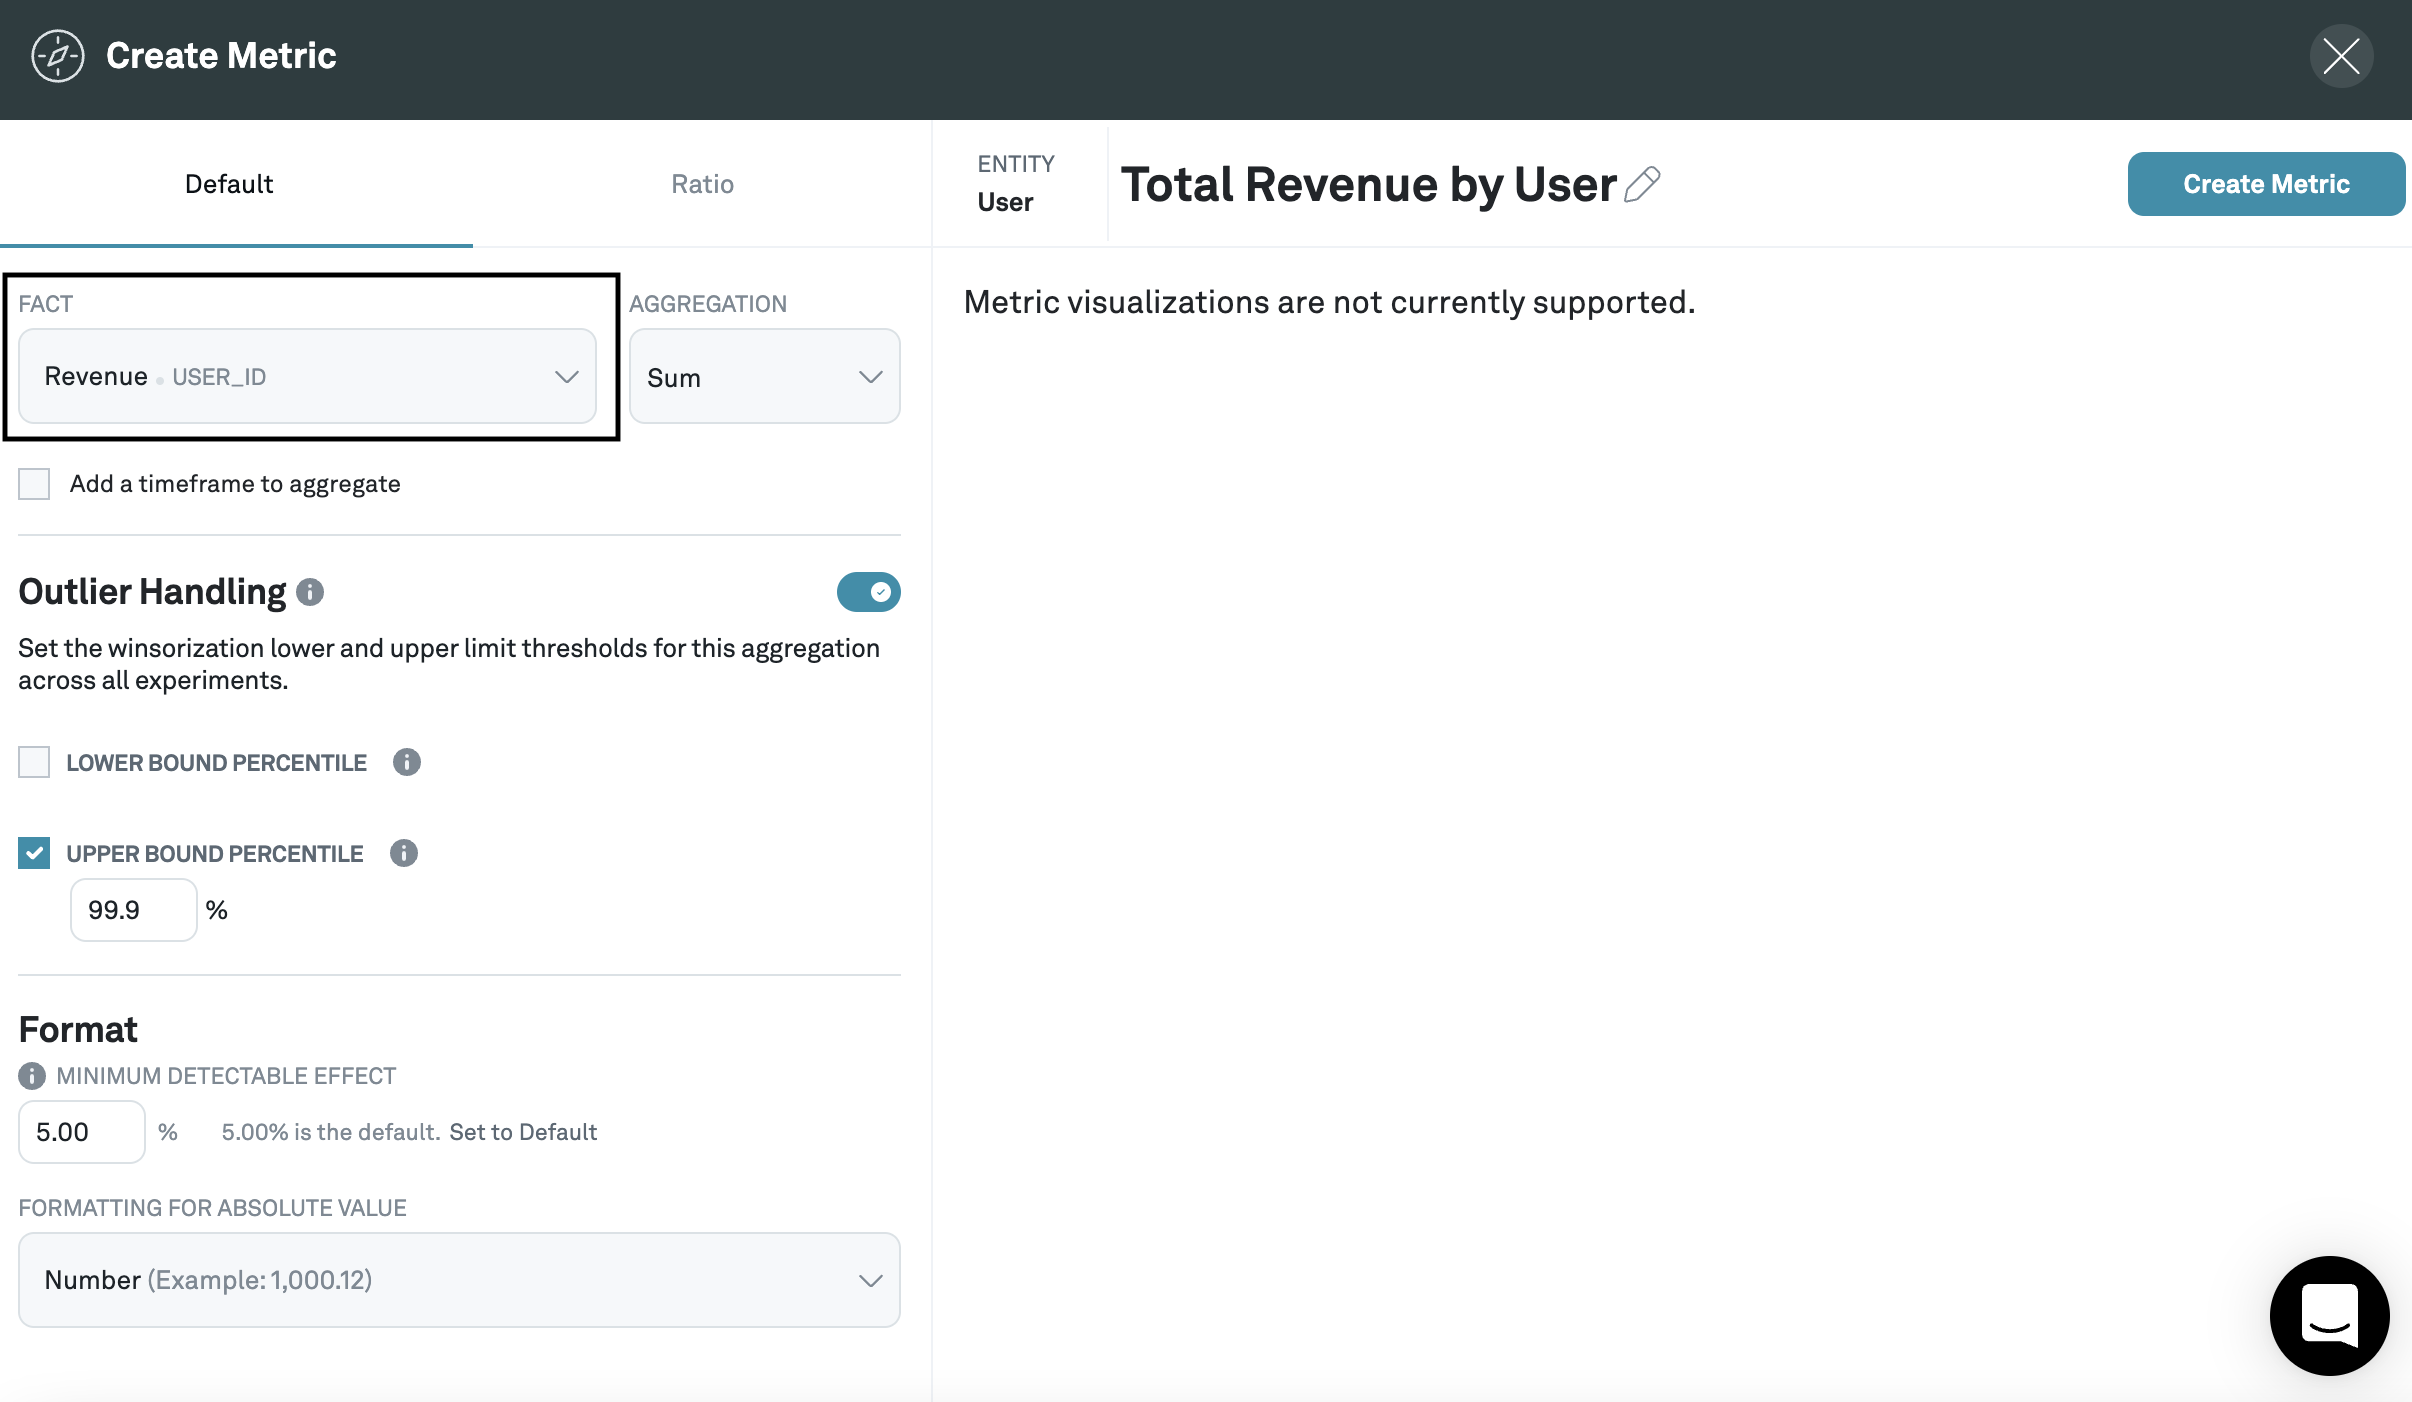 Create Metric
Default
Ratio
ENTITY
User
Total Revenue by User
Create Metric
FACT
Revenue USER_ID
AGGREGATION
Sum
Add a timeframe to aggregate
Metric visualizations are not currently supported.
Outlier Handling
Set the winsorization lower and upper limit thresholds for this aggregation
across all experiments.
LOWER BOUND PERCENTILE
UPPER BOUND PERCENTILE
99.9 %
Format
MINIMUM DETECTABLE EFFECT
5.00 % 5.00% is the default. Set to Default
FORMATTING FOR ABSOLUTE VALUE
Number (Example: 1,000.12)